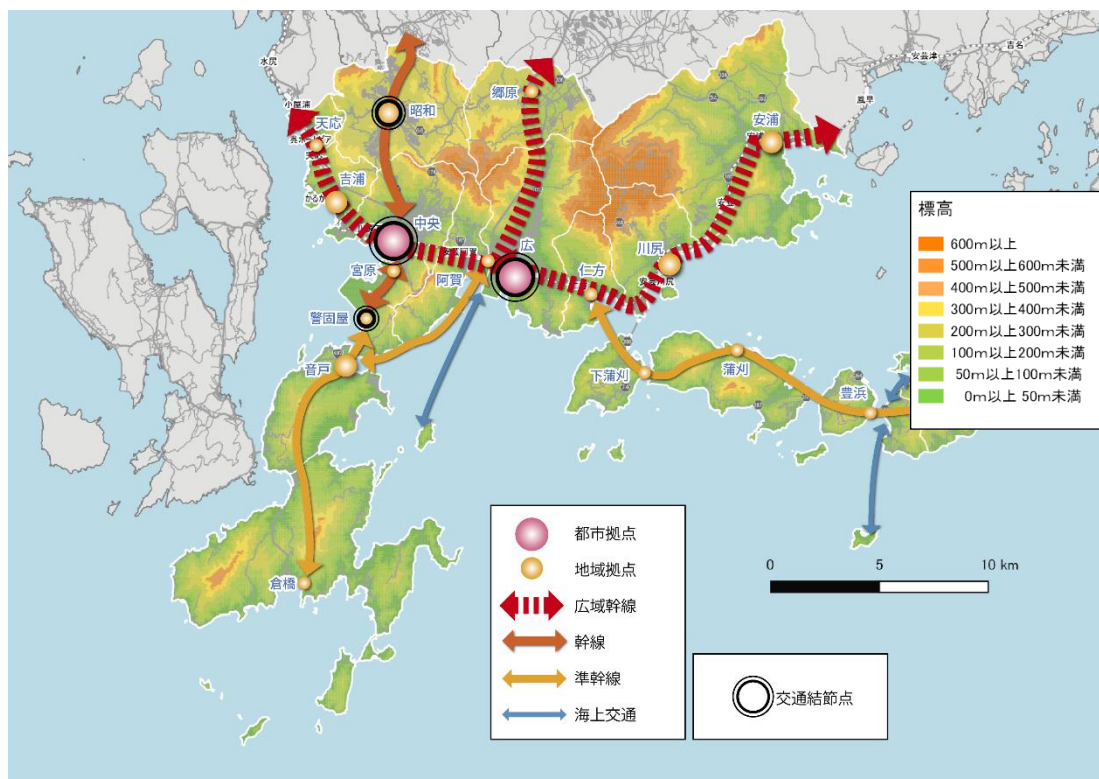 水尻
小屋浦
天応
吉浦
昭和
郷原
安芸津
吉名
風早
安浦
中央
宮原
阿賀
広
仁方
川尻
安芸川尻
警固屋
音戸
下蒲刈
蒲刈
豊浜
倉橋
標高
600m以上
500m以上600m未満
400m以上500m未満
300m以上400m未満
200m以上300m未満
100m以上200m未満
50m以上100m未満
0m以上 50m未満
都市拠点
地域拠点
広域幹線
幹線
準幹線
海上交通
交通結節点
0 5 10 km